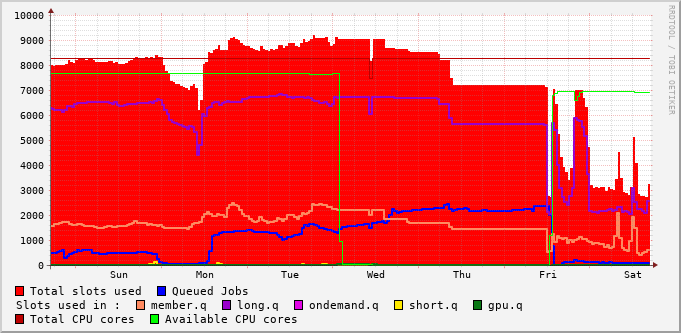 10000
9000
8000
7000
6000
5000
4000
3000
2000
1000
0
Sun Mon Tue Wed Thu Fri Sat
RRDTOOL / TOBI OETIKER
Total slots used Queued Jobs
Slots used in : member.q long.q ondemand.q short.q gpu.q
Total CPU cores Available CPU cores